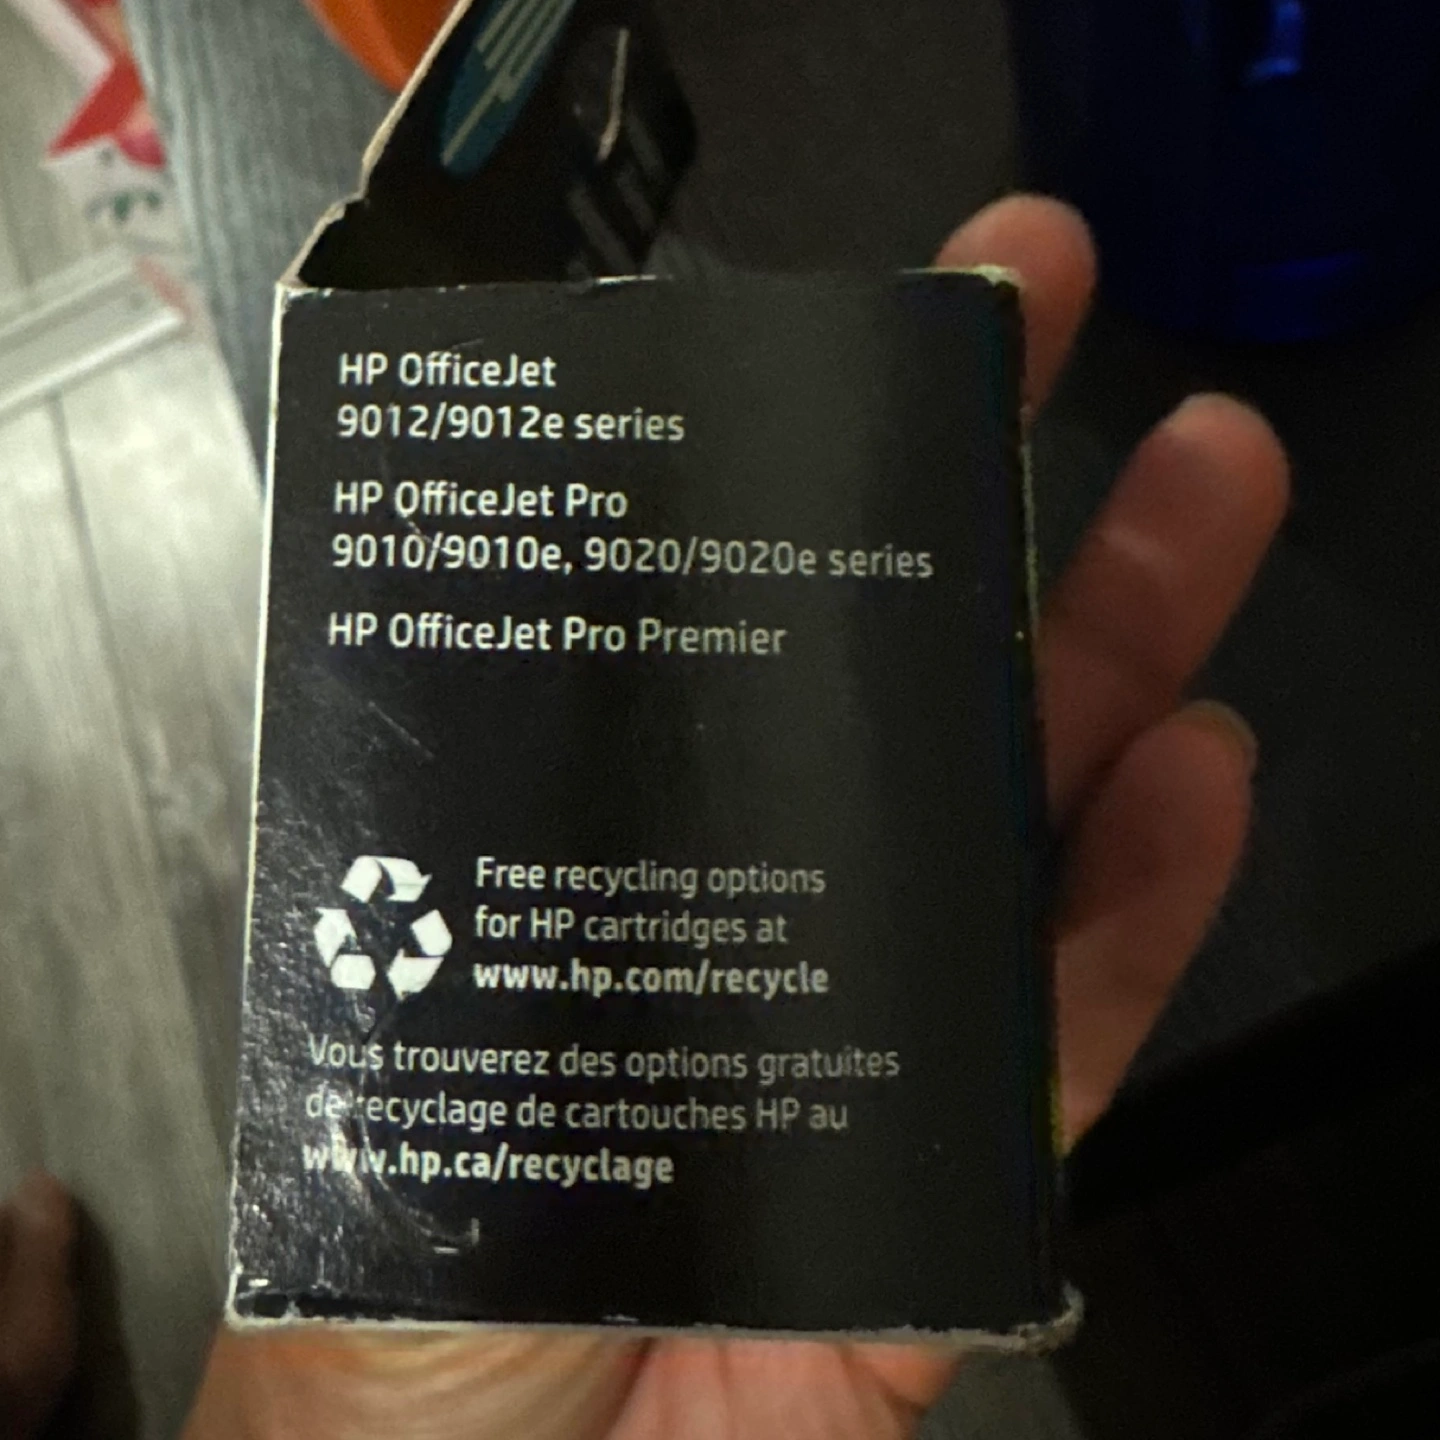 HP OfficeJet
9012/9012e series
HP OfficeJet Pro
9010/9010e, 9020/9020e series
HP OfficeJet Pro Premier
Free recycling options
for HP cartridges at
www.hp.com/recycle
Vous trouverez des options gratuites
de recyclage de cartouches HP au
www.hp.ca/recyclage